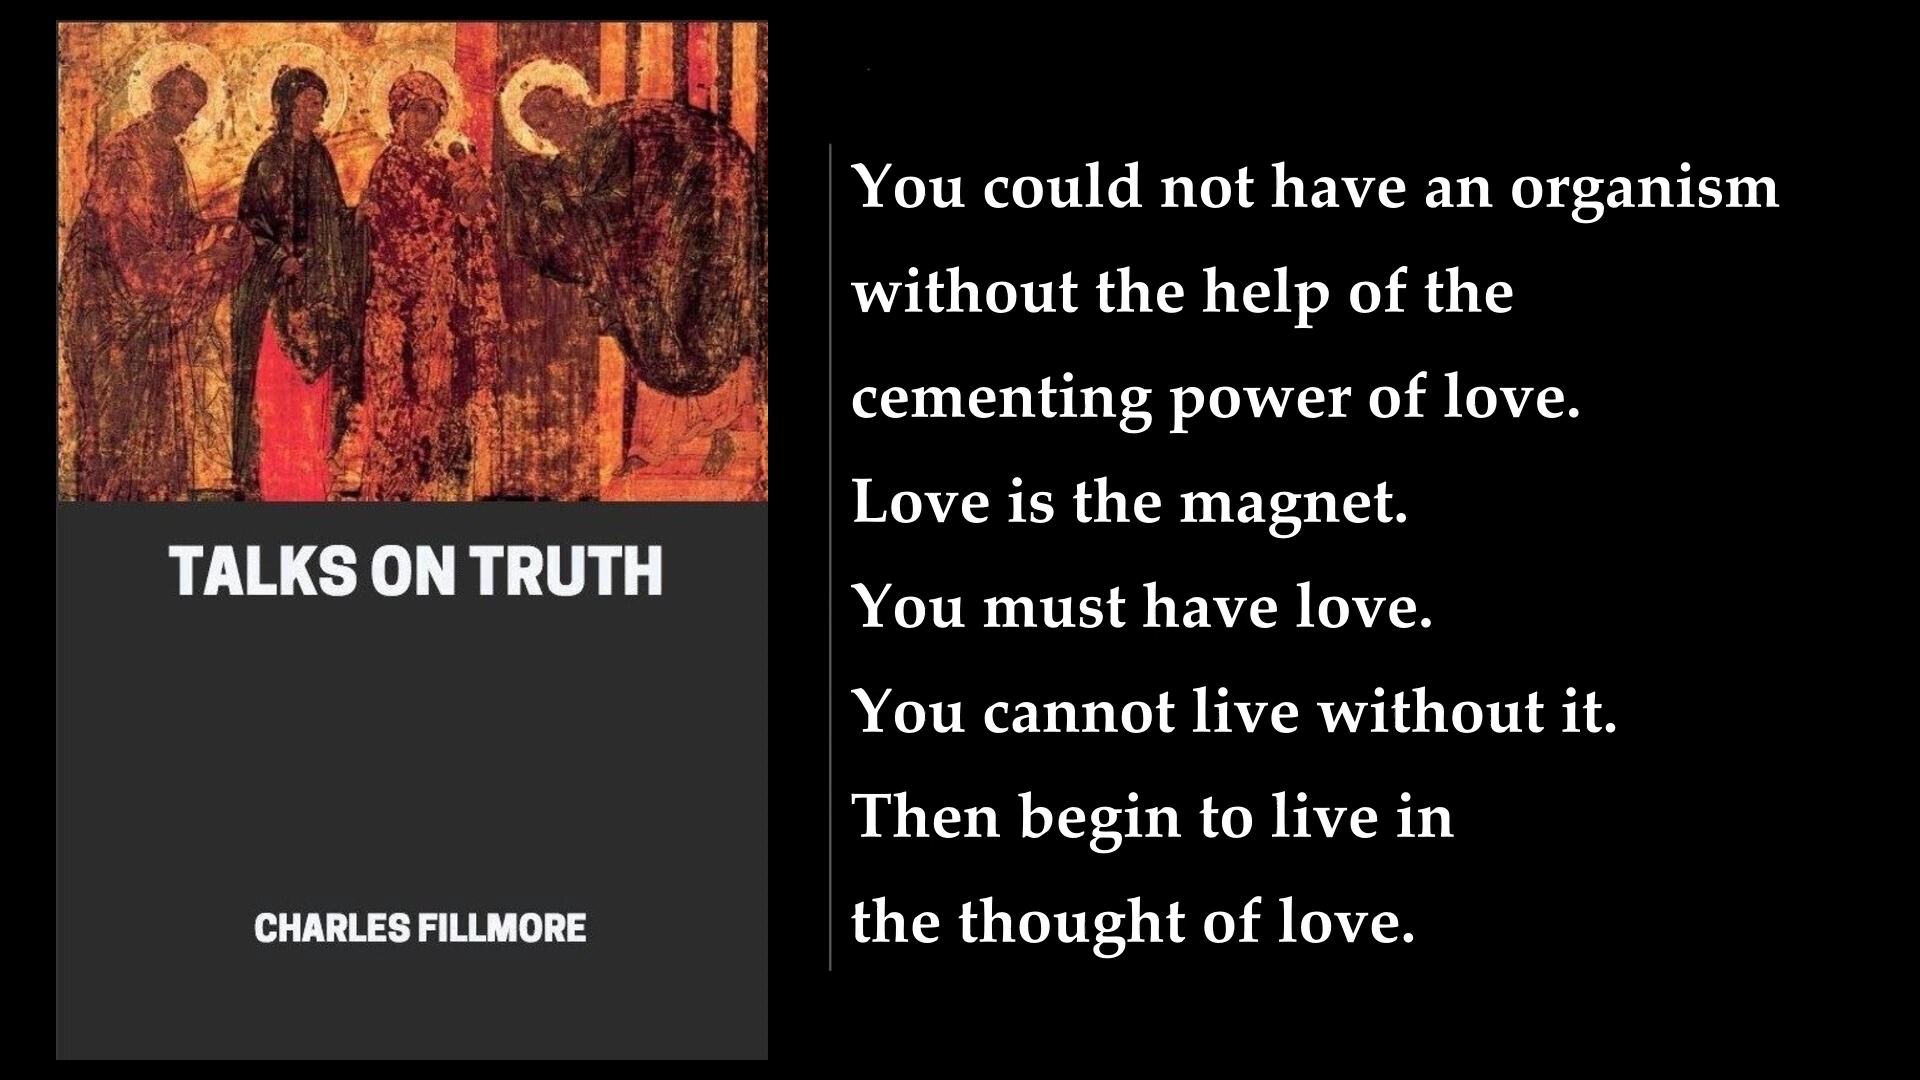 TALKS ON TRUTH
CHARLES FILLMORE
You could not have an organism
without the help of the
cementing power of love.
Love is the magnet.
You must have love.
You cannot live without it.
Then begin to live in
the thought of love.